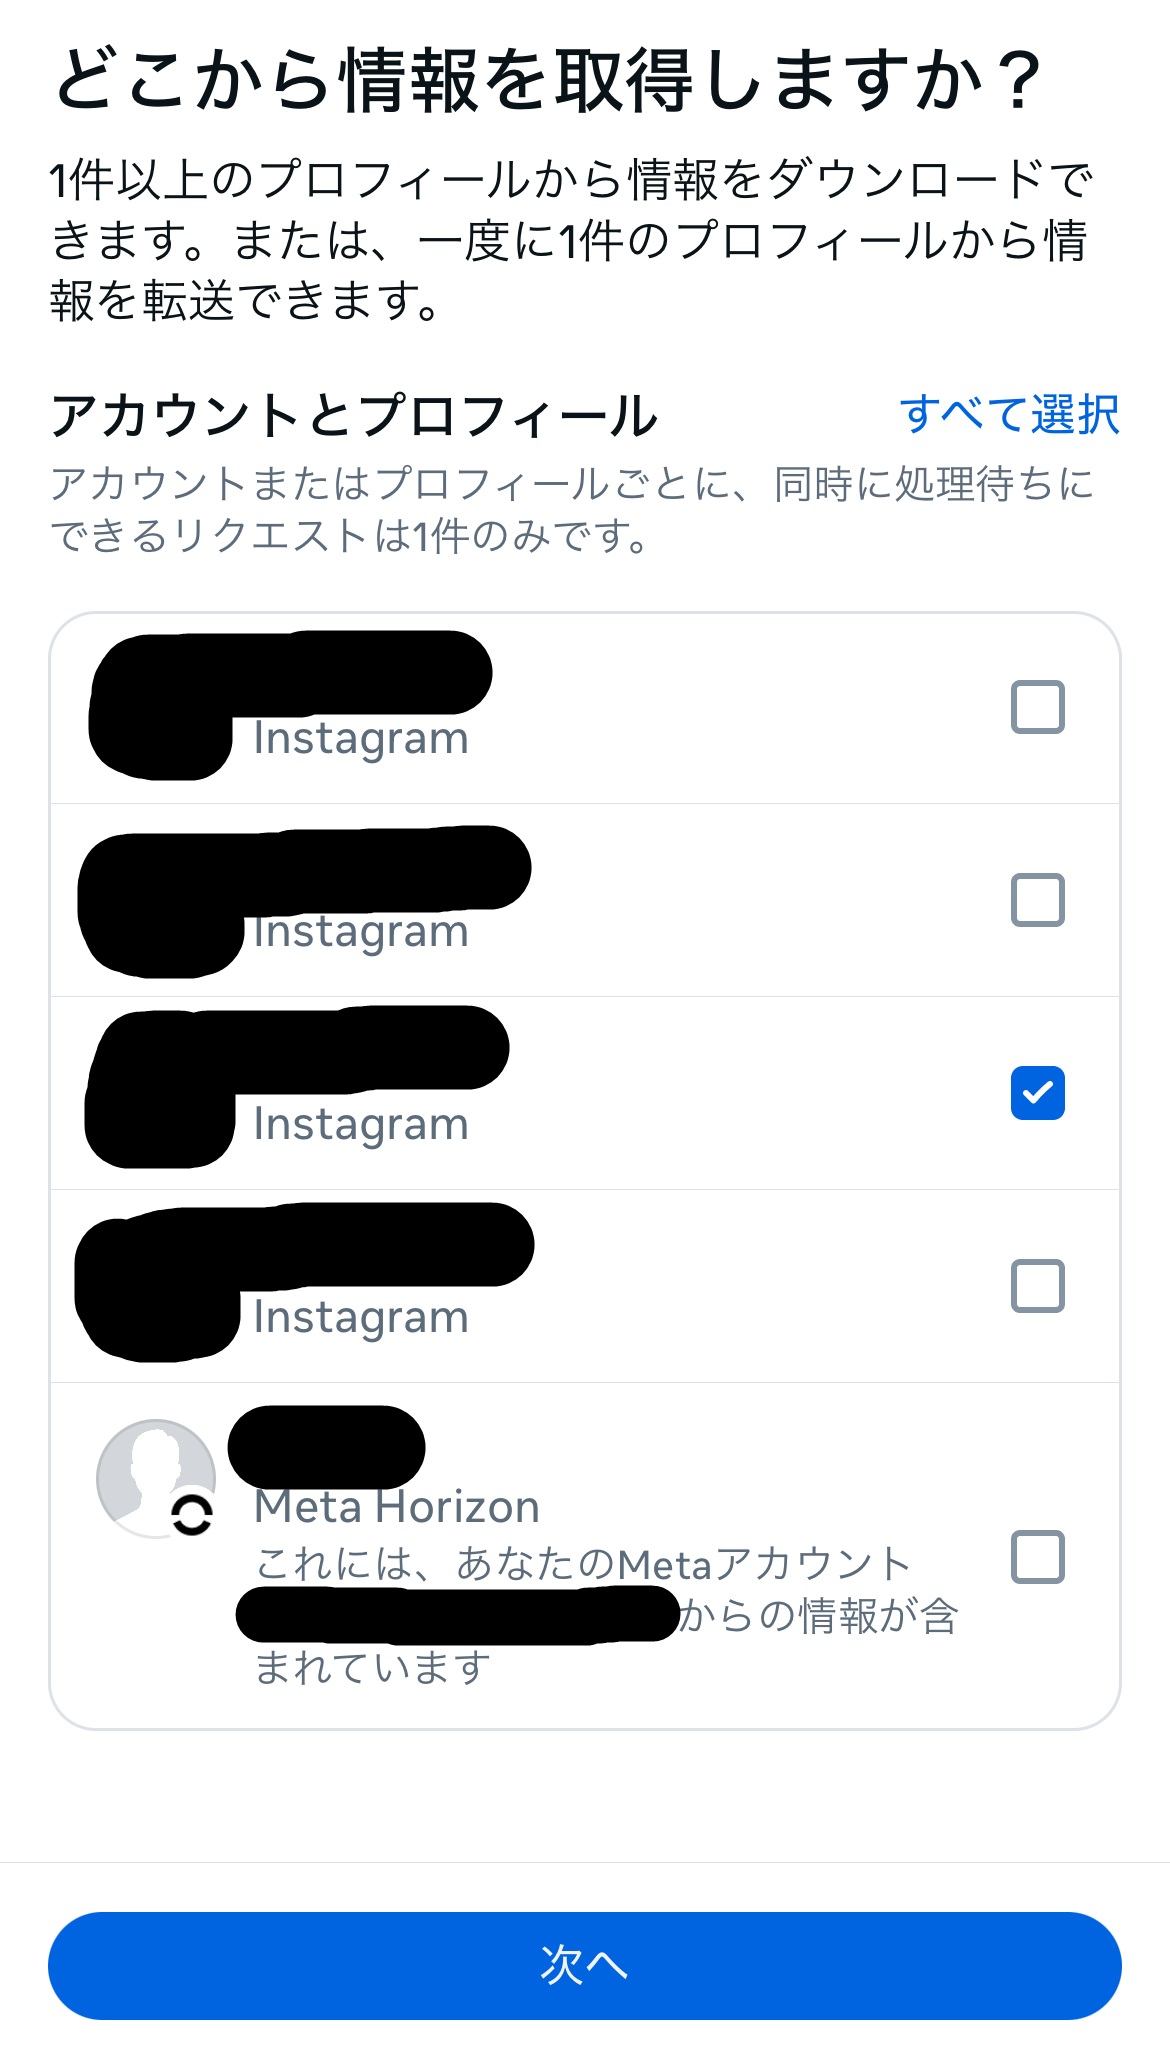 どこから情報を取得しますか？
1件以上のプロフィールから情報をダウンロードで
きます。または、一度に1件のプロフィールから情
報を転送できます。
アカウントとプロフィール
すべて選択
アカウントまたはプロフィールごとに、同時に処理待ちに
できるリクエストは1件のみです。
Instagram
Instagram
Instagram
Instagram
Meta Horizon
これには、あなたのMetaアカウント
からの情報が含
まれています
次へ